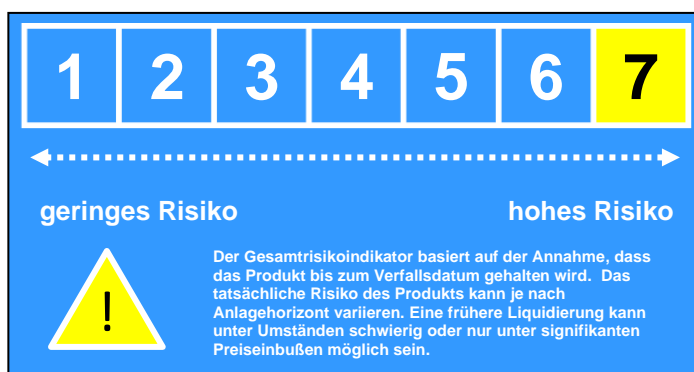 1 2 3 4 5 6 7
geringes Risiko hohes Risiko
!
Der Gesamtrisikoindikator basiert auf der Annahme, dass
das Produkt bis zum Verfallsdatum gehalten wird. Das
tatsächliche Risiko des Produkts kann je nach
Anlagehorizont variieren. Eine frühere Liquidierung kann
unter Umständen schwierig oder nur unter signifikanten
Preiseinbußen möglich sein.